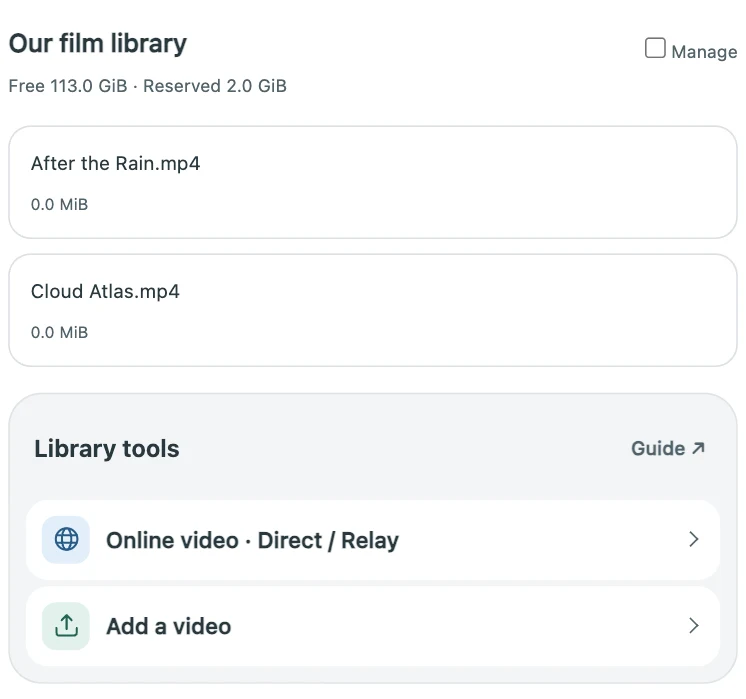 Our film library
Manage
Free 113.0 GiB · Reserved 2.0 GiB
After the Rain.mp4
0.0 MiB
Cloud Atlas.mp4
0.0 MiB
Library tools
Guide ↗
Online video · Direct / Relay
Add a video